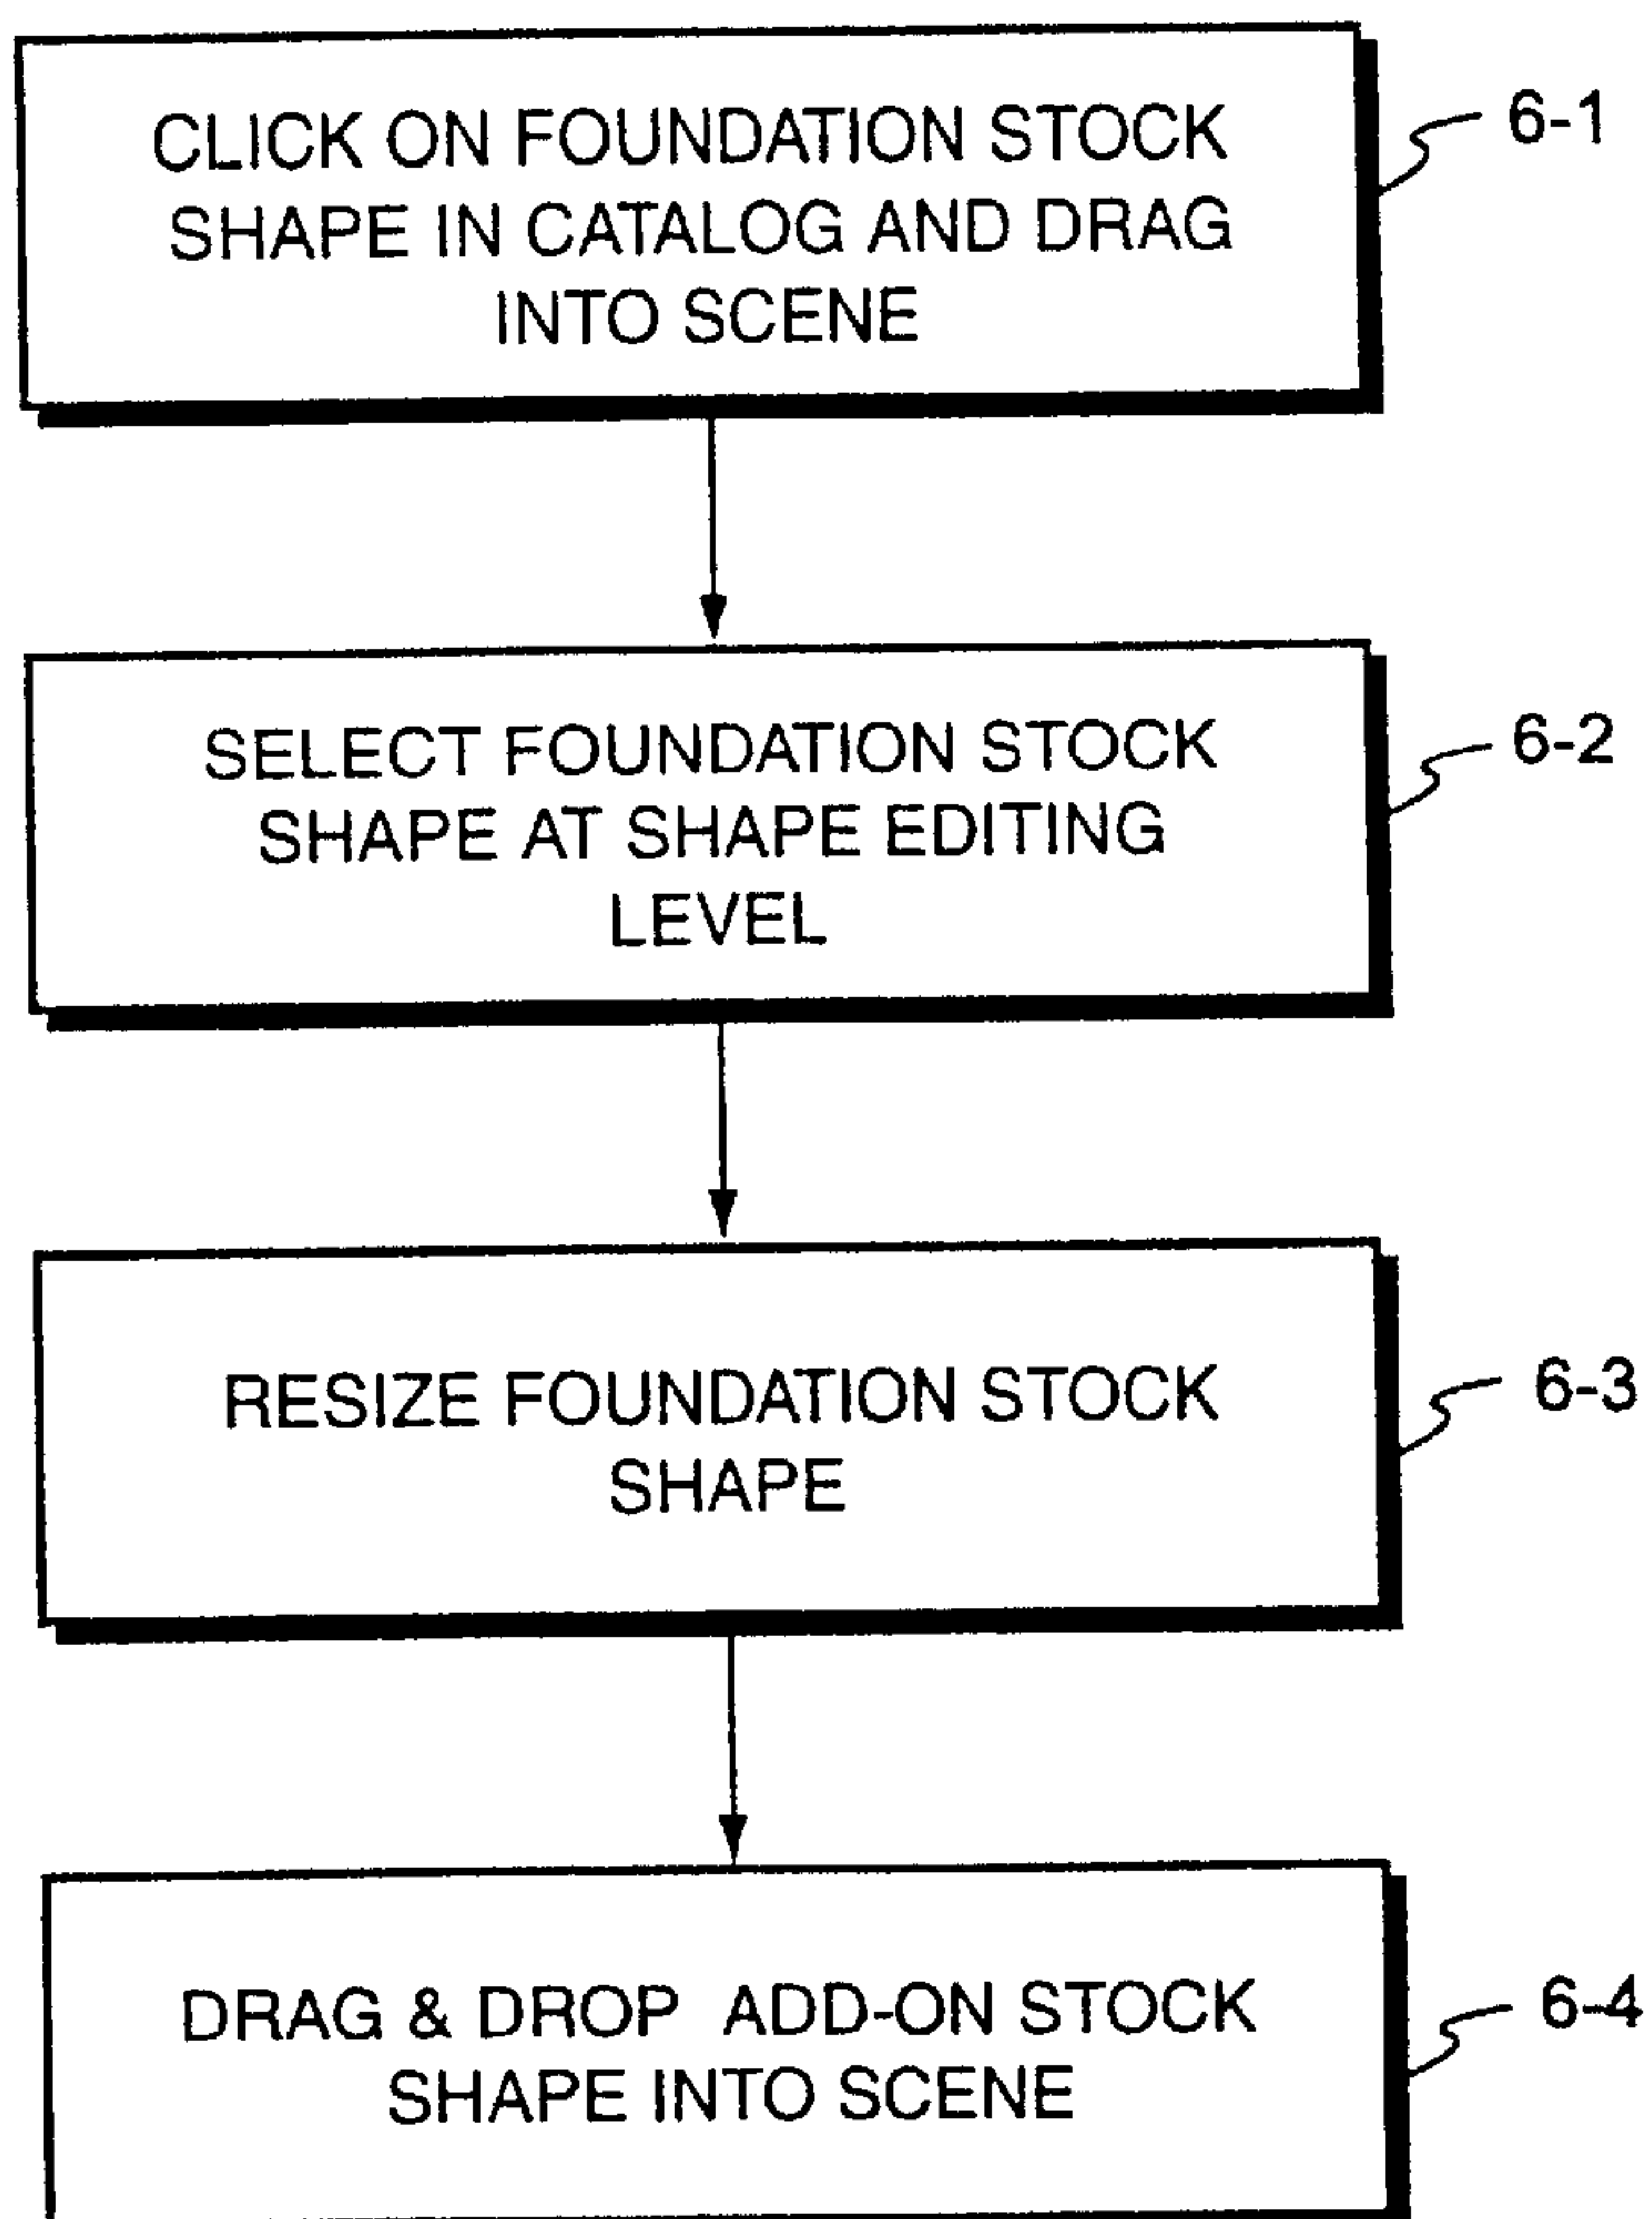 CLICK ON FOUNDATION STOCK
SHAPE IN CATALOG AND DRAG
INTO SCENE
6-1
SELECT FOUNDATION STOCK
SHAPE AT SHAPE EDITING
LEVEL
6-2
RESIZE FOUNDATION STOCK
SHAPE
6-3
DRAG & DROP ADD-ON STOCK
SHAPE INTO SCENE
6-4